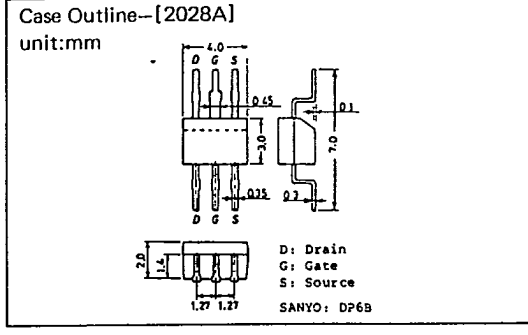 Case Outline—[2028A]
unit:mm
4.0
D G S
0.45
0.1
3.0
7.0
0.35
0.3
D G S
2.0
1.4
1.27 1.27
D: Drain
G: Gate
S: Source
SANYO: DP6B